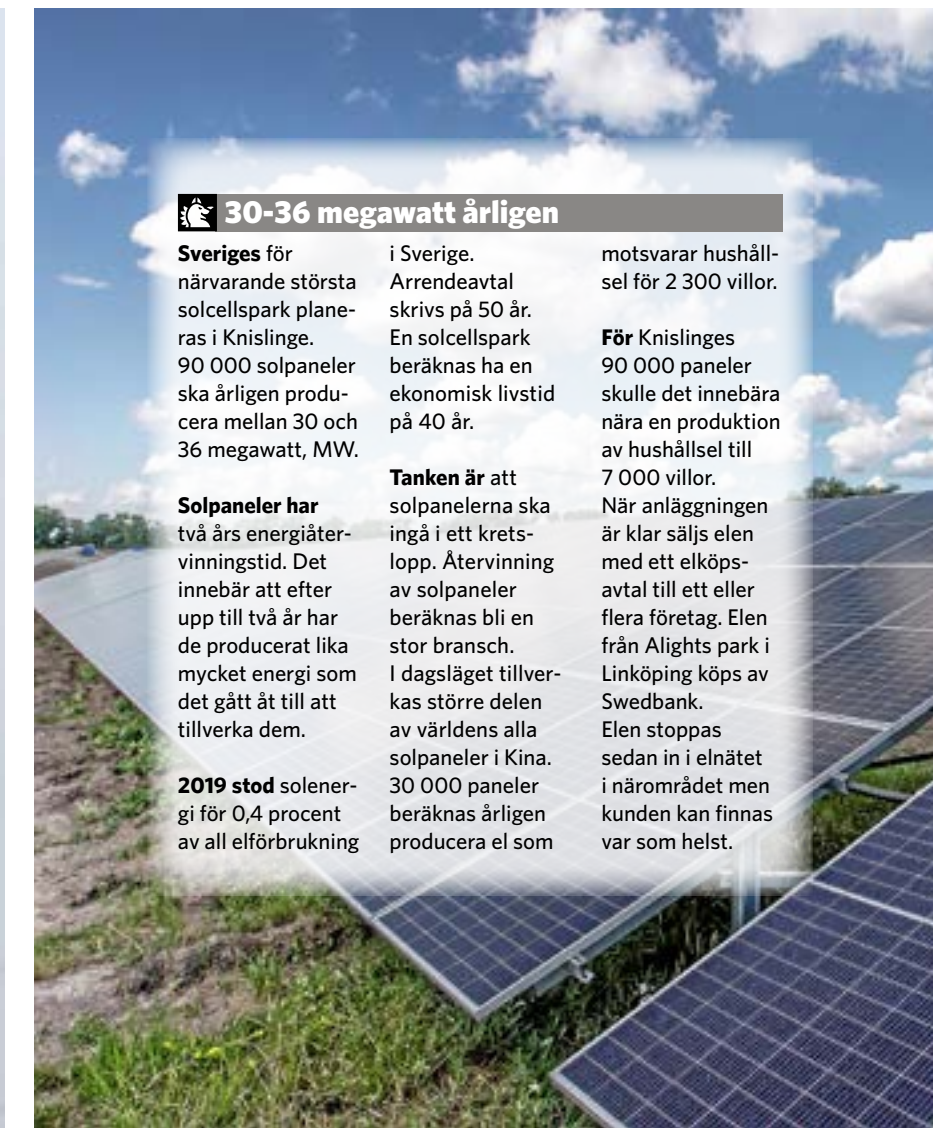 30-36 megawatt årligen
Sveriges för
närvarande största
solcellspark plane-
ras i Knislinge.
90 000 solpaneler
ska årligen produ-
cera mellan 30 och
36 megawatt, MW.
Solpaneler har
två års energiåter-
vinningstid. Det
innebär att efter
upp till två år har
de producerat lika
mycket energi som
det gått åt till att
tillverka dem.
2019 stod solener-
gi för 0,4 procent
av all elförbrukning
i Sverige.
Arrendeavtal
skrivs på 50 år.
En solcellspark
beräknas ha en
ekonomisk livstid
på 40 år.
Tanken är att
solpanelerna ska
ingå i ett krets-
lopp. Återvinning
av solpaneler
beräknas bli en
stor bransch.
I dagsläget tillver-
kas större delen
av världens alla
solpaneler i Kina.
30 000 paneler
beräknas årligen
producera el som
motsvarar hushåll-
sel för 2 300 villor.
För Knislinges
90 000 paneler
skulle det innebära
nära en produktion
av hushållsel till
7 000 villor.
När anläggningen
är klar säljs elen
med ett elköps-
avtal till ett eller
flera företag. Elen
från Alights park i
Linköping köps av
Swedbank.
Elen stoppas
sedan in i elnätet
i närområdet men
kunden kan finnas
var som helst.